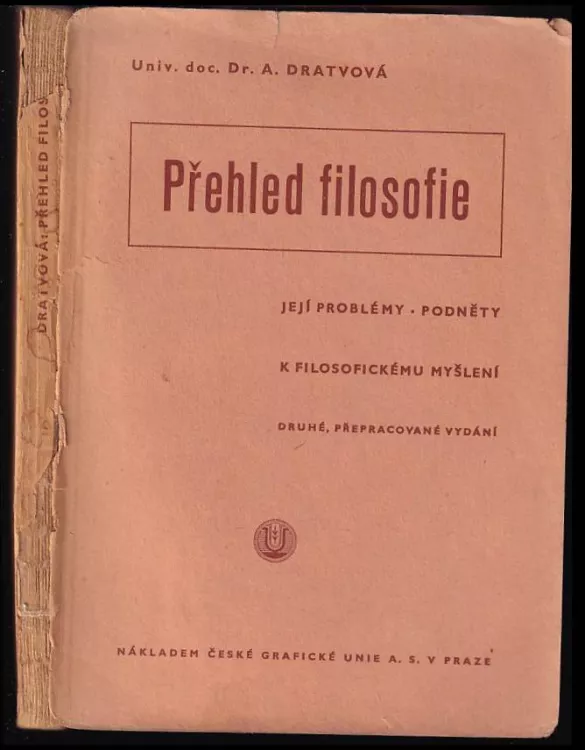 Univ. doc. Dr. A. DRATVOVÁ
Přehled filosofie
JEJÍ PROBLÉMY · PODNĚTY
K FILOSOFICKÉMU MYŠLENÍ
DRUHÉ, PŘEPRACOVANÉ VYDÁNÍ
NÁKLADEM ČESKÉ GRAFICKÉ UNIE A. S. V PRAZE
DRATVOVÁ: PŘEHLED FILOS